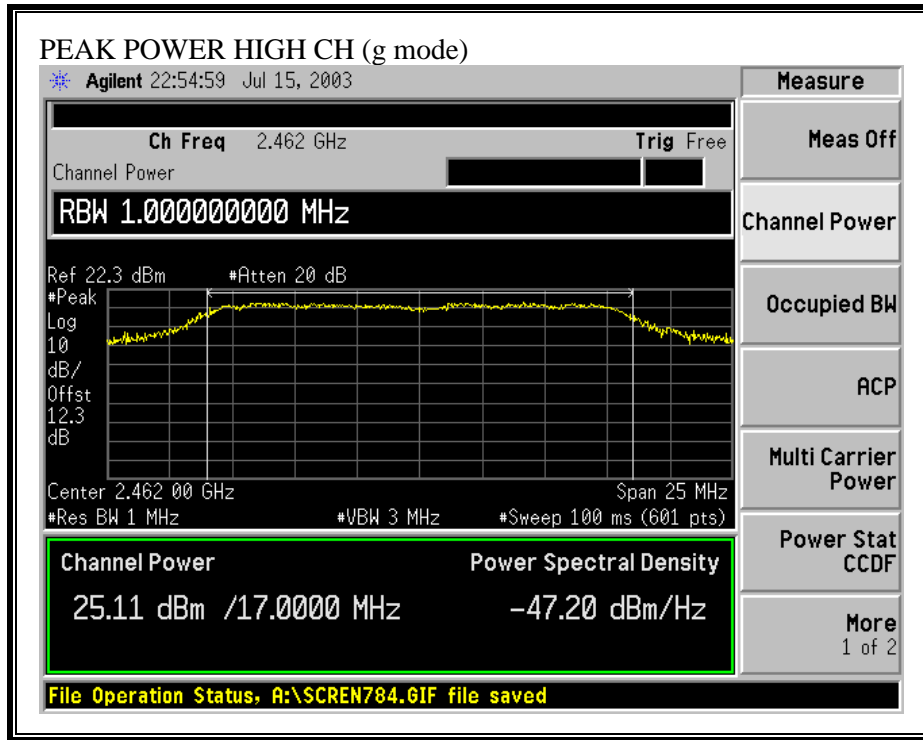 PEAK POWER HIGH CH (g mode)
Agilent 22:54:59 Jul 15, 2003
Measure
Ch Freq 2.462 GHz Trig Free
Channel Power
RBW 1.000000000 MHz
Ref 22.3 dBm #Atten 20 dB
#Peak
Log
10
dB/
Offst
12.3
dB
Center 2.462 00 GHz Span 25 MHz
#Res BW 1 MHz #VBW 3 MHz #Sweep 100 ms (601 pts)
Channel Power Power Spectral Density
25.11 dBm /17.0000 MHz -47.20 dBm/Hz
File Operation Status, A:\SCREN784.GIF file saved
Meas Off
Channel Power
Occupied BW
ACP
Multi Carrier
Power
Power Stat
CCDF
More
1 of 2